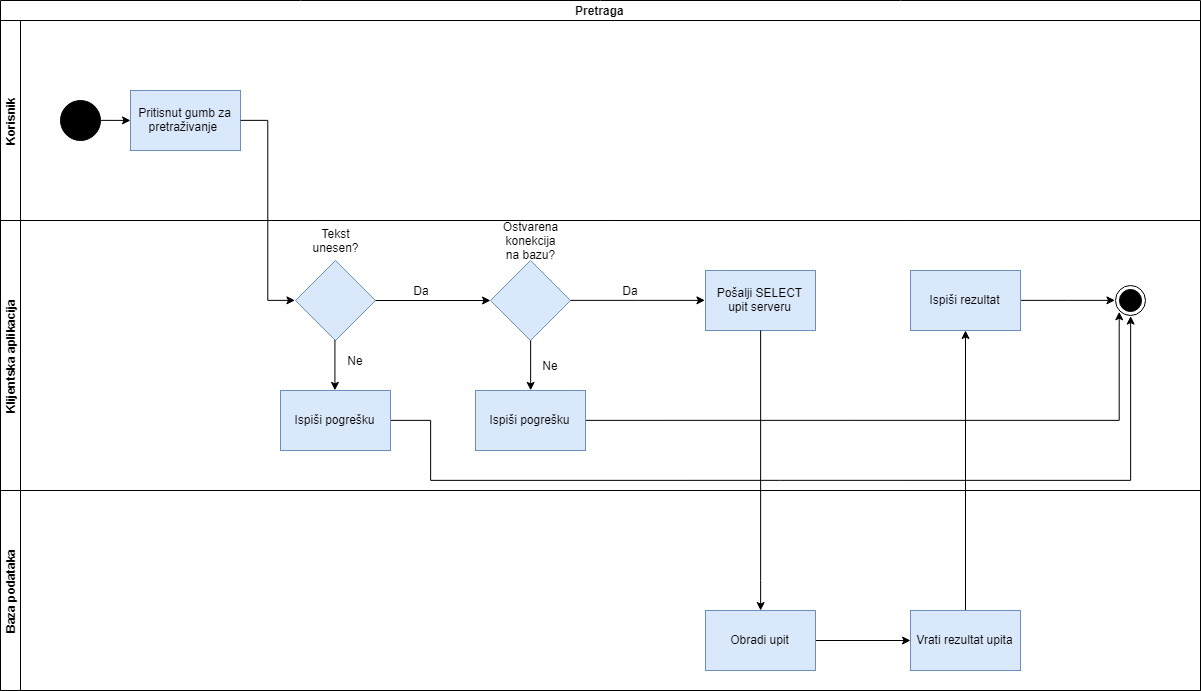 Pretraga
Korisnik
Pritisnut gumb za
pretraživanje
Klijentska aplikacija
Tekst
unesen?
Da
Ne
Ispiši pogrešku
Ostvarena
konekcija
na bazu?
Da
Ne
Ispiši pogrešku
Pošalji SELECT
upit serveru
Ispiši rezultat
Baza podataka
Obradi upit
Vrati rezultat upita